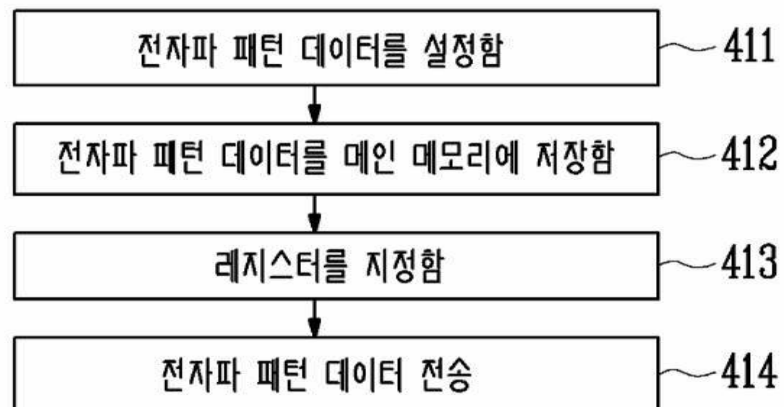 전자파 패턴 데이터를 설정함 411
전자파 패턴 데이터를 메인 메모리에 저장함 412
레지스터를 지정함 413
전자파 패턴 데이터 전송 414